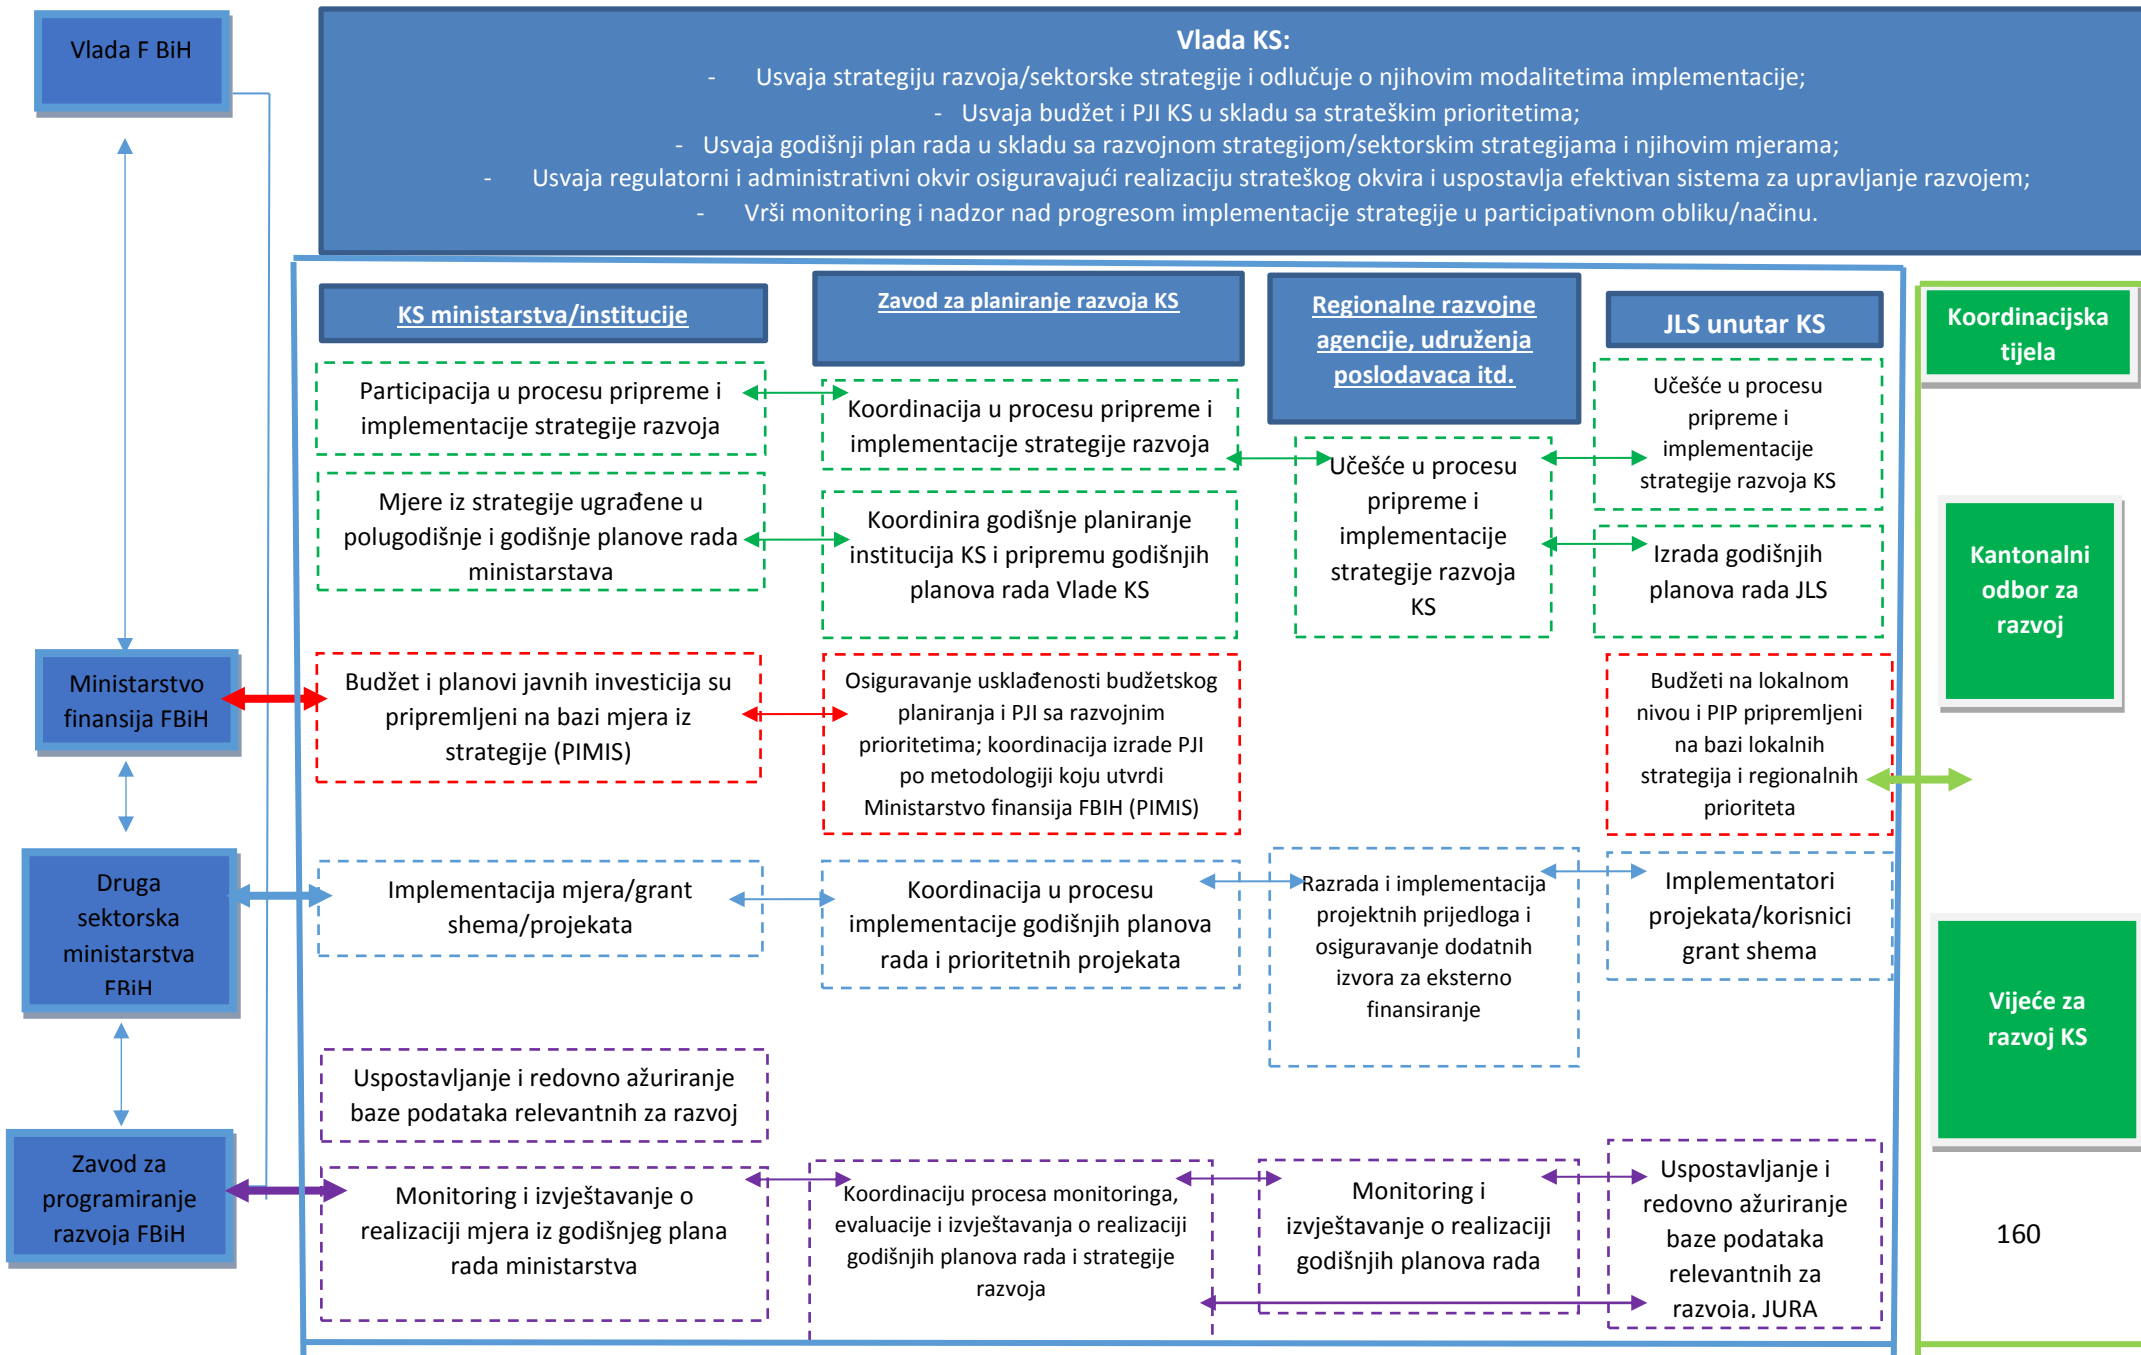 Vlada F BiH
Vlada KS:
- Usvaja strategiju razvoja/sektorske strategije i odlučuje o njihovim modalitetima implementacije;
- Usvaja budžet i PJI KS u skladu sa strateškim prioritetima;
- Usvaja godišnji plan rada u skladu sa razvojnom strategijom/sektorskim strategijama i njihovim mjerama;
- Usvaja regulatorni i administrativni okvir osiguravajući realizaciju strateškog okvira i uspostavlja efektivan sistema za upravljanje razvojem;
- Vrši monitoring i nadzor nad progresom implementacije strategije u participativnom obliku/načinu.
KS ministarstva/institucije
Zavod za planiranje razvoja KS
Regionalne razvojne
agencije, udruženja
poslodavaca itd.
JLS unutar KS
Koordinacijska
tijela
Participacija u procesu pripreme i
implementacije strategije razvoja
Koordinacija u procesu pripreme i
implementacije strategije razvoja
Učešće u procesu
pripreme i
implementacije
strategije razvoja
KS
Učešće u procesu
pripreme i
implementacije
strategije razvoja KS
Mjere iz strategije ugrađene u
polugodišnje i godišnje planove rada
ministarstava
Koordinira godišnje planiranje
institucija KS i pripremu godišnjih
planova rada Vlade KS
Izrada godišnjih
planova rada JLS
Kantonalni
odbor za
razvoj
Ministarstvo
finansija FBiH
Budžet i planovi javnih investicija su
pripremljeni na bazi mjera iz
strategije (PIMIS)
Osiguravanje usklađenosti budžetskog
planiranja i PJI sa razvojnim
prioritetima; koordinacija izrade PJI
po metodologiji koju utvrdi
Ministarstvo finansija FBIH (PIMIS)
Budžeti na lokalnom
nivou i PIP pripremljeni
na bazi lokalnih
strategija i regionalnih
prioriteta
Druga
sektorska
ministarstva
FBiH
Implementacija mjera/grant
shema/projekata
Koordinacija u procesu
implementacije godišnjih planova
rada i prioritetnih projekata
Razrada i implementacija
projektnih prijedloga i
osiguravanje dodatnih
izvora za eksterno
finansiranje
Implementatori
projekata/korisnici
grant shema
Vijeće za
razvoj KS
Uspostavljanje i redovno ažuriranje
baze podataka relevantnih za razvoj
Zavod za
programiranje
razvoja FBiH
Monitoring i izvještavanje o
realizaciji mjera iz godišnjeg plana
rada ministarstva
Koordinaciju procesa monitoringa,
evaluacije i izvještavanja o realizaciji
godišnjih planova rada i strategije
razvoja
Monitoring i
izvještavanje o realizaciji
godišnjih planova rada
Uspostavljanje i
redovno ažuriranje
baze podataka
relevantnih za
razvoja, JURA
160